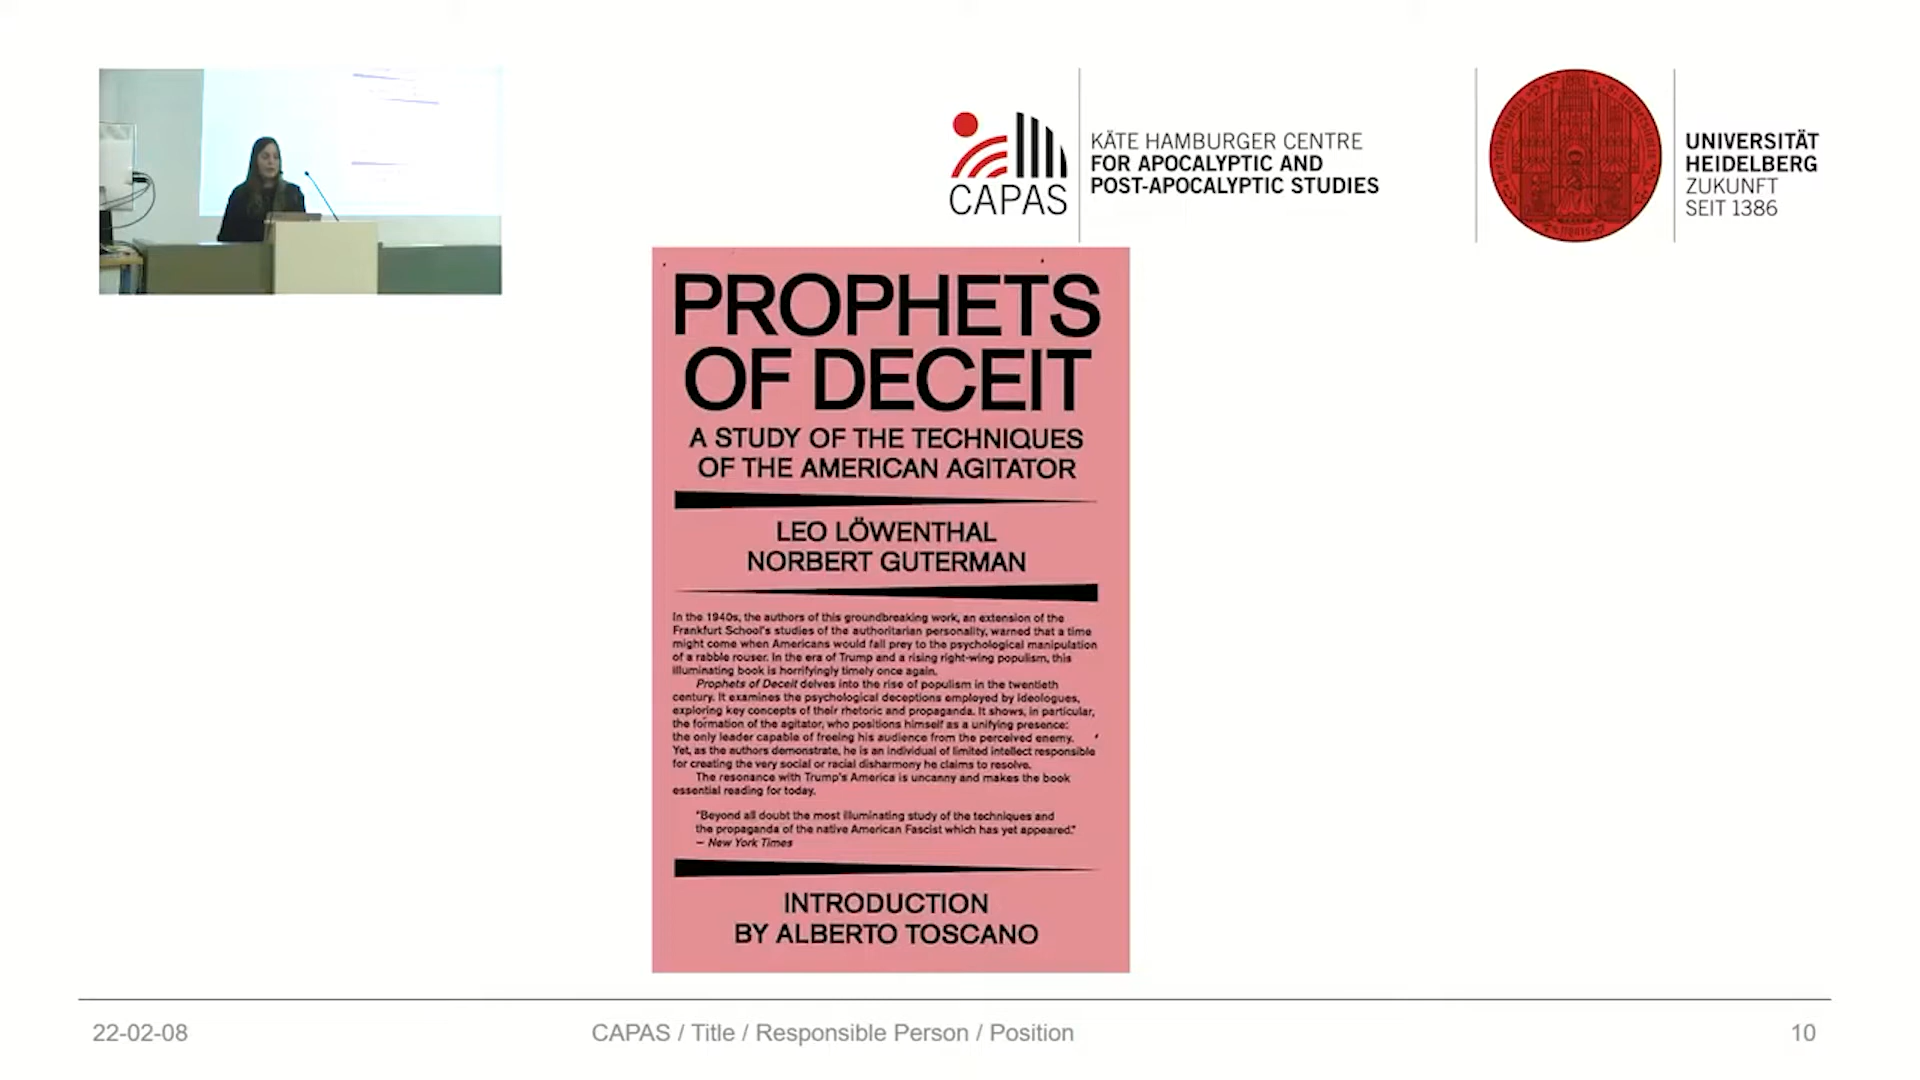 CAPAS
KÄTE HAMBURGER CENTRE
FOR APOCALYPTIC AND
POST-APOCALYPTIC STUDIES
UNIVERSITÄT
HEIDELBERG
ZUKUNFT
SEIT 1386
PROPHETS
OF DECEIT
A STUDY OF THE TECHNIQUES
OF THE AMERICAN AGITATOR
LEO LÖWENTHAL
NORBERT GUTERMAN
In the 1940s, the authors of this groundbreaking work, an extension of the
Frankfurt School's studies of the authoritarian personality, warned that a time
might come when Americans would fall prey to the psychological manipulation
of a rabble rouser. In the era of Trump and a rising right-wing populism, this
illuminating book is horrifyingly timely once again.
Prophets of Deceit delves into the rise of populism in the twentieth
century. It examines the psychological deceptions employed by ideologues,
exploring key concepts of their rhetoric and propaganda. It shows, in particular,
the formation of the agitator, who positions himself as a unifying presence:
the only leader capable of freeing his audience from the perceived enemy.
Yet, as the authors demonstrate, he is an individual of limited intellect responsible
for creating the very social or racial disharmony he claims to resolve.
The resonance with Trump's America is uncanny and makes the book
essential reading for today.
"Beyond all doubt the most illuminating study of the techniques and
the propaganda of the native American Fascist which has yet appeared."
– New York Times
INTRODUCTION
BY ALBERTO TOSCANO
22-02-08
CAPAS / Title / Responsible Person / Position
10